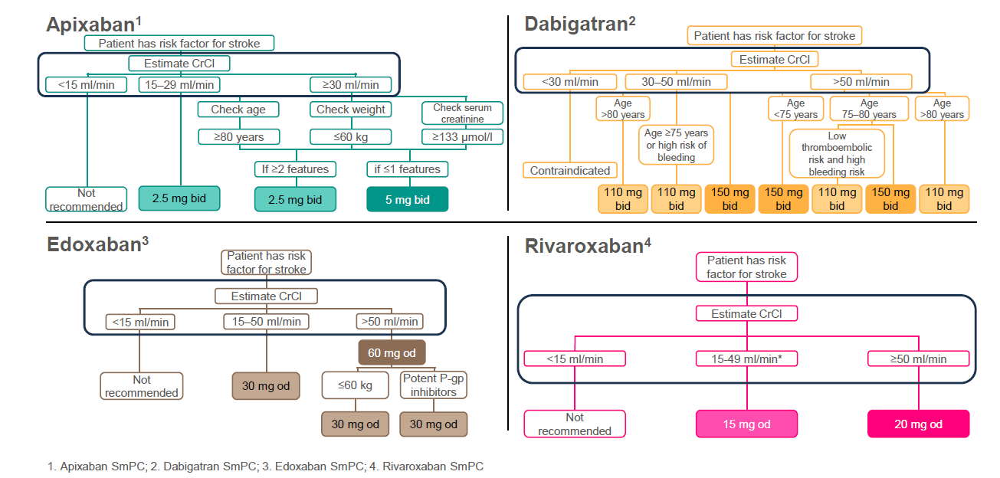 Apixaban1
Patient has risk factor for stroke
Estimate CrCl
<15 ml/min
15–29 ml/min
≥30 ml/min
Check age
Check weight
Check serum
creatinine
≥80 years
≤60 kg
≥133 µmol/l
If ≥2 features
if ≤1 features
Not
recommended
2.5 mg bid
2.5 mg bid
5 mg bid
Dabigatran2
Patient has risk factor for stroke
Estimate CrCl
<30 ml/min
30–50 ml/min
>50 ml/min
Age
>80 years
Age
<75 years
Age
75–80 years
Age
>80 years
Age ≥75 years
or high risk of
bleeding
Low
thromboembolic
risk and high
bleeding risk
Contraindicated
110 mg
bid
110 mg
bid
150 mg
bid
150 mg
bid
110 mg
bid
150 mg
bid
110 mg
bid
Edoxaban3
Patient has risk
factor for stroke
Estimate CrCl
<15 ml/min
15–50 ml/min
>50 ml/min
60 mg od
Not
recommended
30 mg od
≤60 kg
Potent P-gp
inhibitors
30 mg od
30 mg od
Rivaroxaban4
Patient has risk
factor for stroke
Estimate CrCl
<15 ml/min
15-49 ml/min*
≥50 ml/min
Not
recommended
15 mg od
20 mg od
1. Apixaban SmPC; 2. Dabigatran SmPC; 3. Edoxaban SmPC; 4. Rivaroxaban SmPC